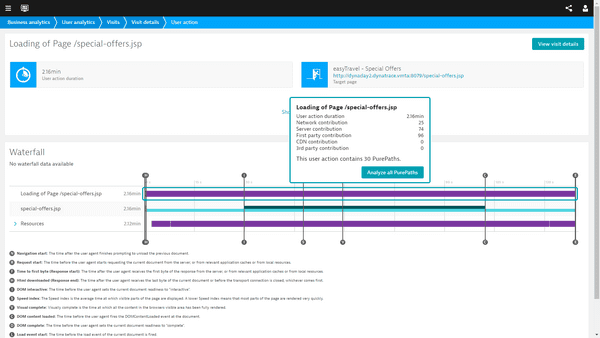 Business analytics
User analytics
Visits
Visit details
User action
Loading of Page /special-offers.jsp
View visit details
2.16min
User action duration
easyTravel - Special Offers
http://dynaday1.dynatrace.vmta:8079/special-offers.jsp
Target page
Loading of Page /special-offers.jsp
User action duration 2.16min
Network contribution 25
Server contribution 74
First party contribution 96
CDN contribution 0
3rd party contribution 0
This user action contains 30 PurePaths.
Analyze all PurePaths
Waterfall
No waterfall data available
Loading of Page /special-offers.jsp 2.16min
special-offers.jsp 2.16min
Resources 2.12min
Navigation start: The time after the user agent finishes prompting to unload the previous document.
Request start: The time before the user agent starts requesting the current document from the server, or from relevant application caches or from local resources.
Time to first byte (Response start): The time after the user agent receives the first byte of the response from the server, or from relevant application caches or from local resources.
Html downloaded (Response end): The time after the user agent receives the last byte of the current document or before the transport connection is closed, whichever comes first.
DOM interactive: The time before the user agent sets the current document readiness to "interactive".
Speed index: The Speed index is the average time at which visible parts of the page are displayed. A lower Speed Index means that most parts of the page are rendered very quickly.
Visual complete: Visually complete is the time at which all the content in the browsers visible area has been fully rendered.
DOM content loaded: The time before the user agent fires the DOMContentLoaded event at the document.
DOM complete: The time before the user agent sets the current document readiness to "complete".
Load event start: The time before the load event of the current document is fired.